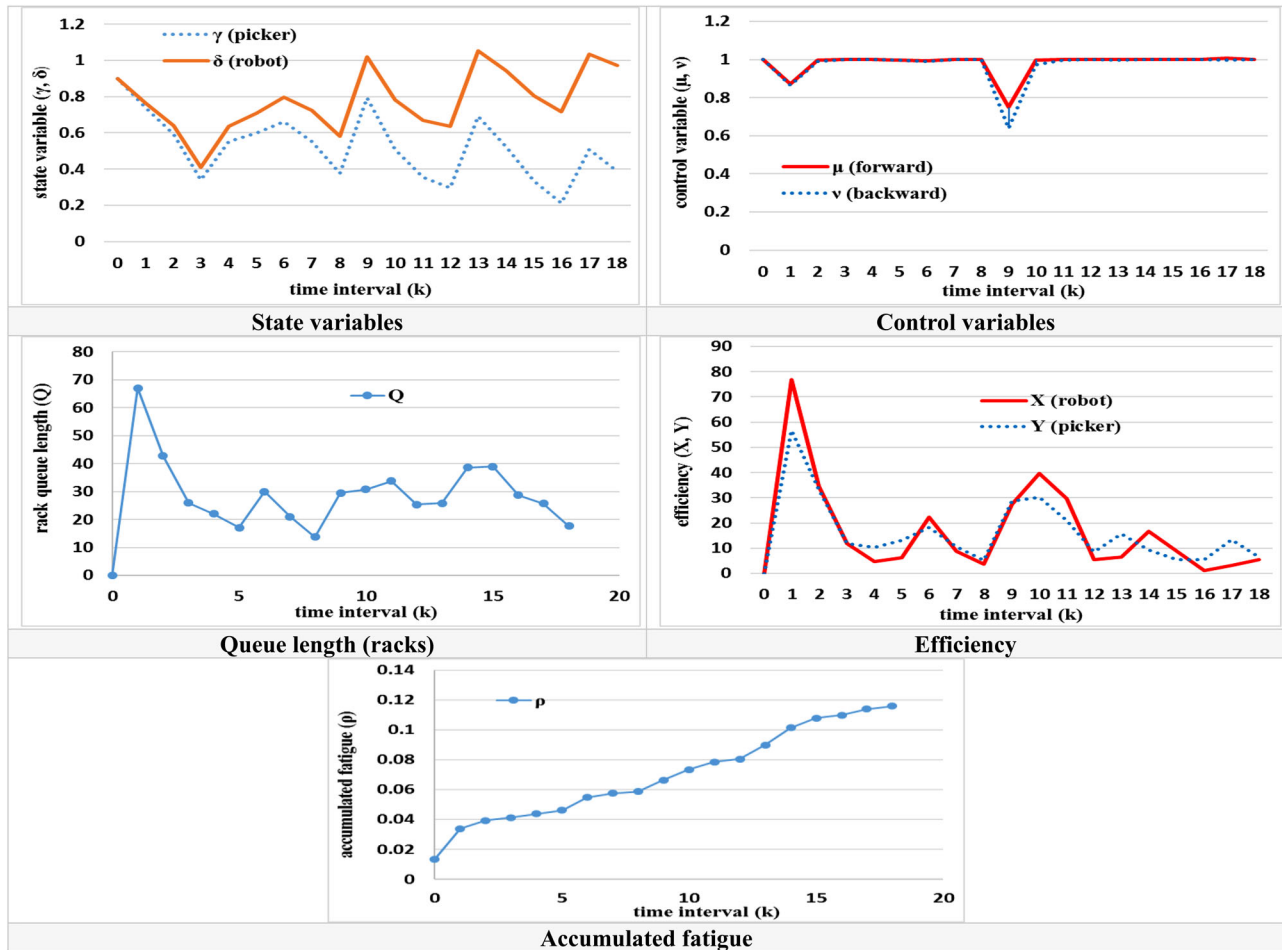 1.2
1
0.8
0.6
0.4
0.2
0
state variable (γ, δ)
γ (picker)
δ (robot)
0 1 2 3 4 5 6 7 8 9 10 11 12 13 14 15 16 17 18
time interval (k)
State variables
1.2
1
0.8
0.6
0.4
0.2
0
control variable (μ, ν)
μ (forward)
ν (backward)
0 1 2 3 4 5 6 7 8 9 10 11 12 13 14 15 16 17 18
time interval (k)
Control variables
80
70
60
50
40
30
20
10
0
rack queue length (Q)
Q
0 5 10 15 20
time interval (k)
Queue length (racks)
90
80
70
60
50
40
30
20
10
0
efficiency (X, Y)
X (robot)
Y (picker)
0 1 2 3 4 5 6 7 8 9 10 11 12 13 14 15 16 17 18
time interval (k)
Efficiency
0.14
0.12
0.1
0.08
0.06
0.04
0.02
0
accumulated fatigue (ρ)
ρ
0 5 10 15 20
time interval (k)
Accumulated fatigue